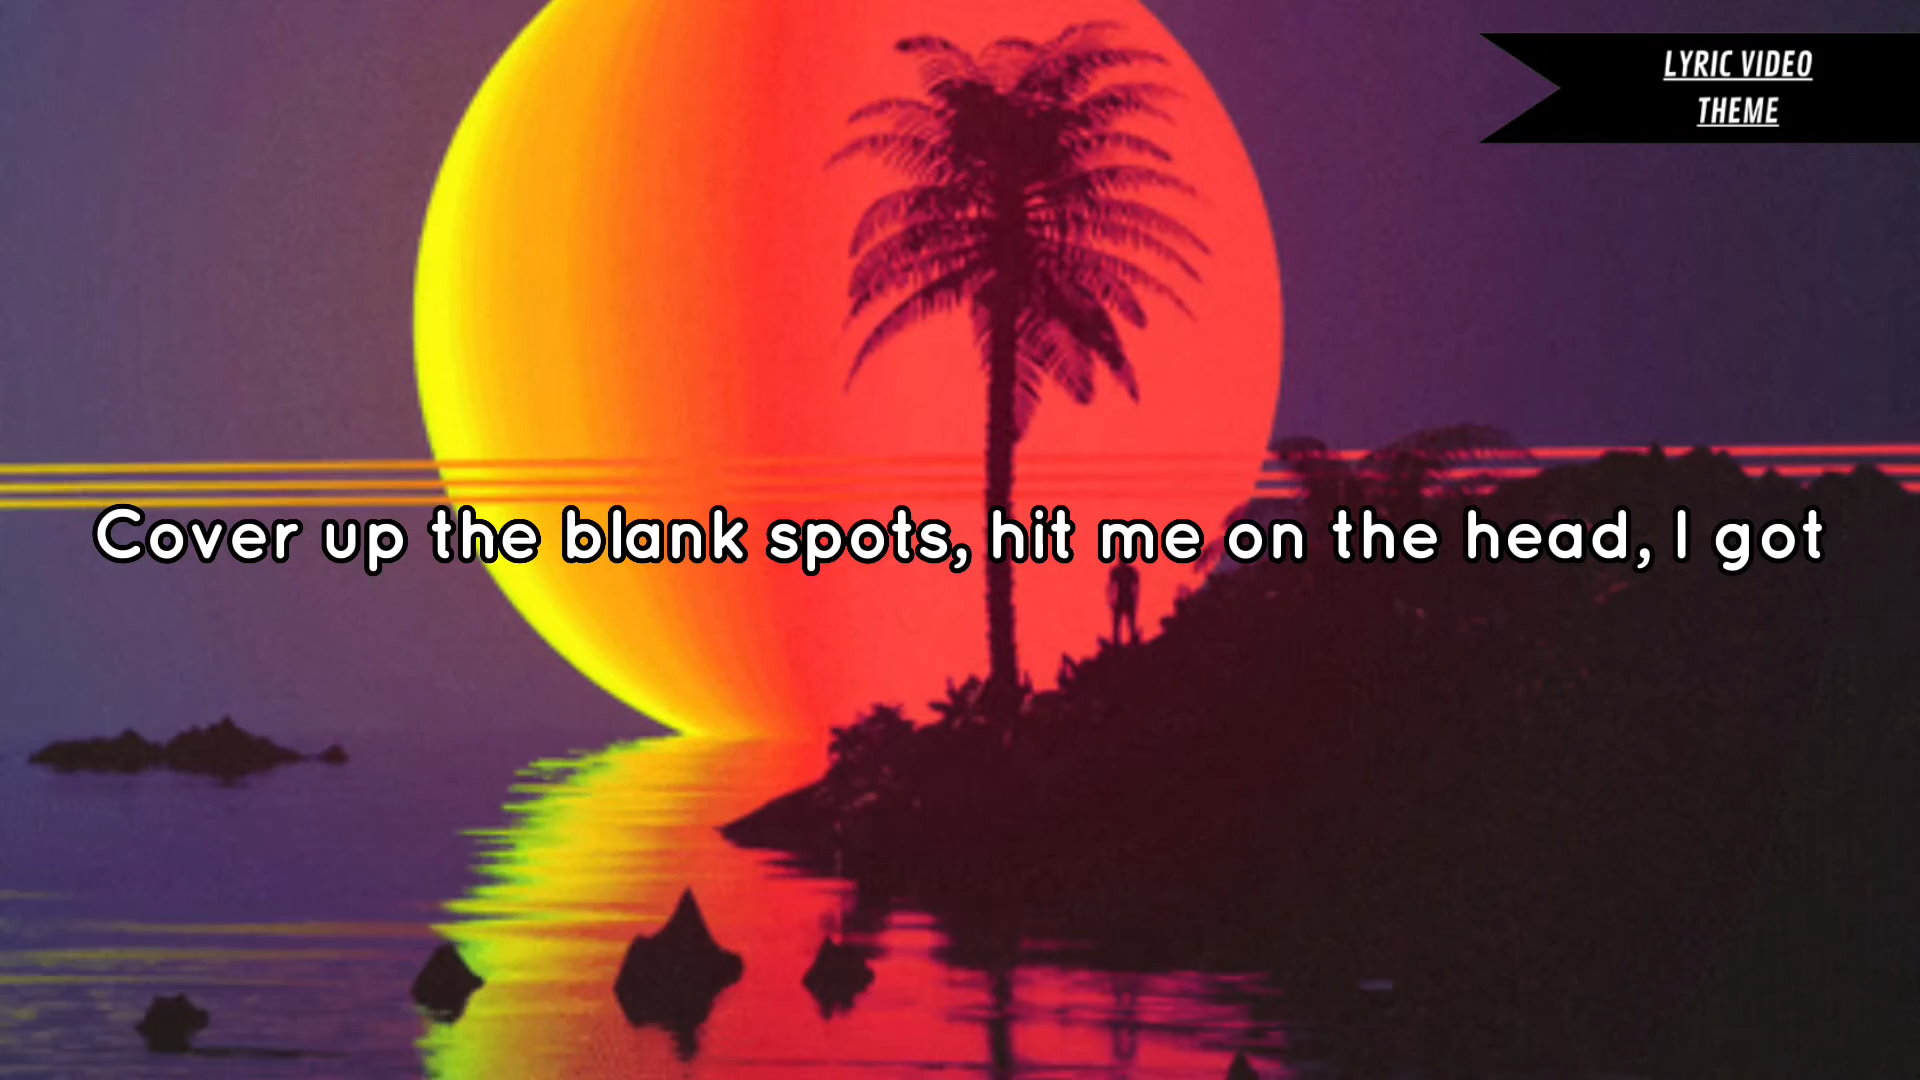 LYRIC VIDEO
THEME
Cover up the blank spots, hit me on the head, I got